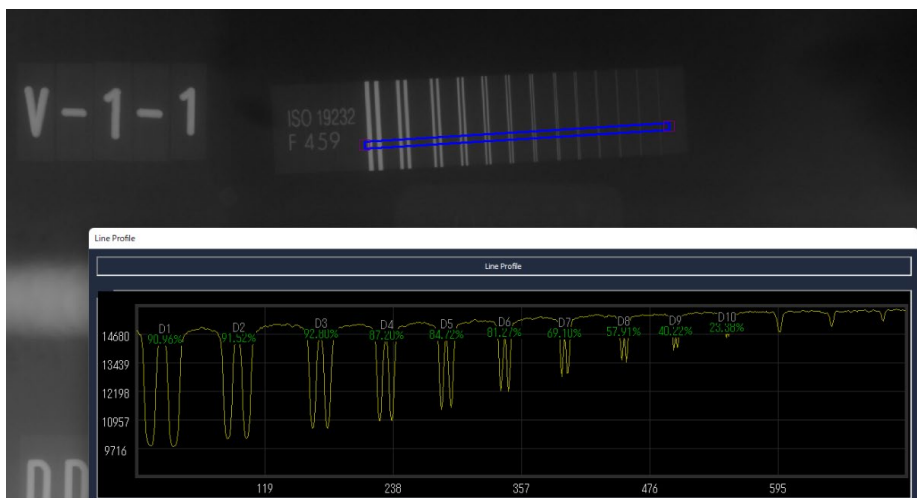 V-1-1
ISO 19232
F 459
Line Profile
Line Profile
D1
90.96%
D2
91.52%
D3
92.80%
D4
87.20%
D5
84.72%
D6
81.27%
D7
69.10%
D8
57.91%
D9
40.22%
D10
23.38%
14680
13439
12198
10957
9716
119
238
357
476
595
DD